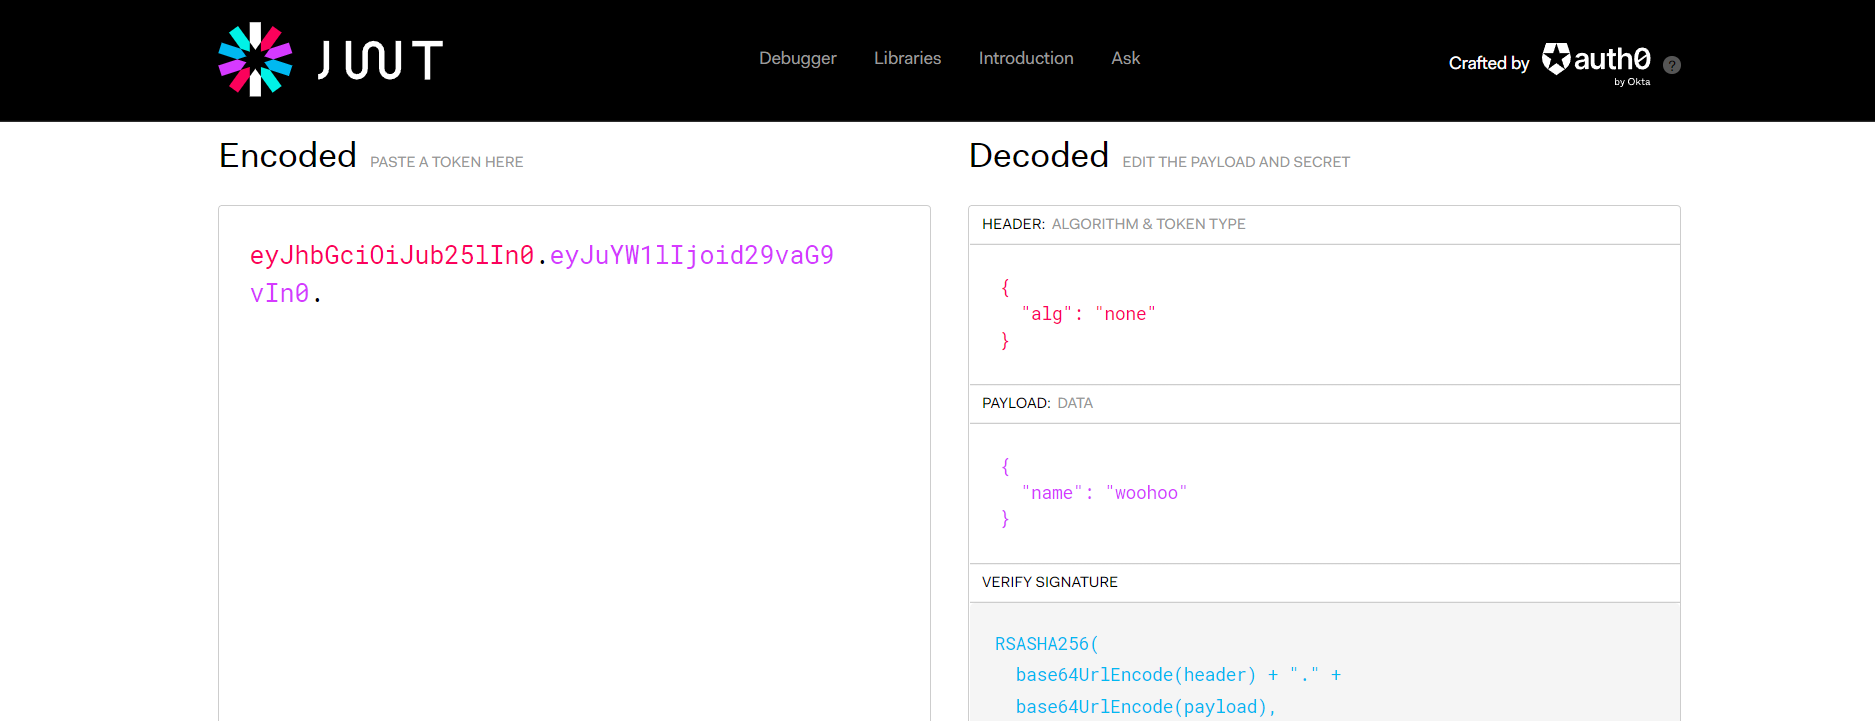 JWT
Debugger Libraries Introduction Ask
Crafted by auth0 ?
by Okta
Encoded PASTE A TOKEN HERE
eyJhbGciOiJub25lIn0.eyJuYW1lIjoid29vaG9
vIn0.
Decoded EDIT THE PAYLOAD AND SECRET
HEADER: ALGORITHM & TOKEN TYPE
{
"alg": "none"
}
PAYLOAD: DATA
{
"name": "woohoo"
}
VERIFY SIGNATURE
RSASHA256(
base64UrlEncode(header) + "." +
base64UrlEncode(payload),